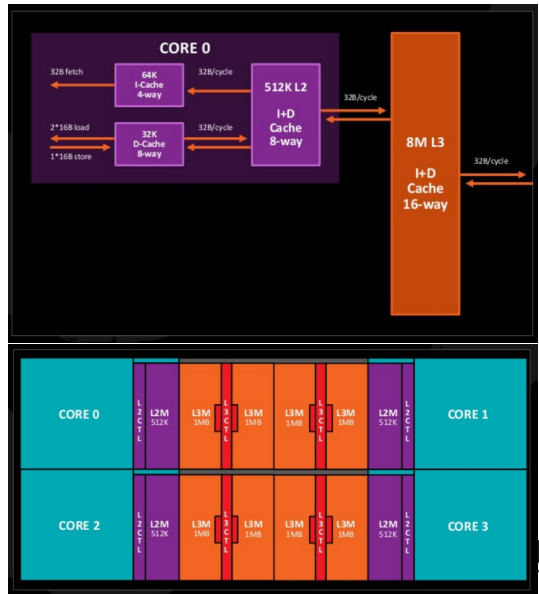 CORE 0
32B fetch
64K
I-Cache
4-way
32B/cycle
512K L2
I+D
Cache
8-way
2*16B load
1*16B store
32K
D-Cache
8-way
32B/cycle
32B/cycle
8M L3
I+D
Cache
16-way
32B/cycle
CORE 0
L2CTL
L2M
512K
L3M
1MB
L3CTL
L3M
1MB
L3M
1MB
L3CTL
L3M
1MB
L2M
512K
L2CTL
CORE 1
CORE 2
L2CTL
L2M
512K
L3M
1MB
L3CTL
L3M
1MB
L3M
1MB
L3CTL
L3M
1MB
L2M
512K
L2CTL
CORE 3